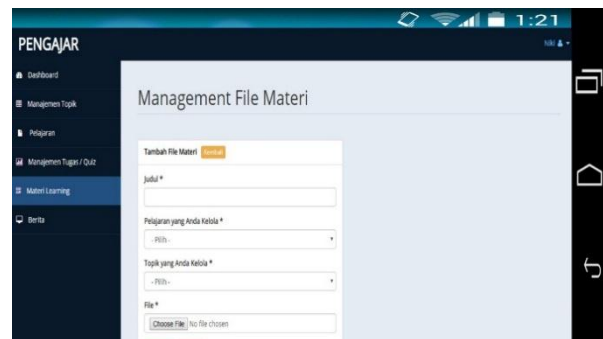 1:21
PENGAJAR
Niki
Dashboard
Manajemen Topik
Pelajaran
Manajemen Tugas / Quiz
Materi Learning
Berita
Management File Materi
Tambah File Materi Kembali
Judul *
Pelajaran yang Anda Kelola *
- Pilih -
Topik yang Anda Kelola *
- Pilih -
File *
Choose File No file chosen